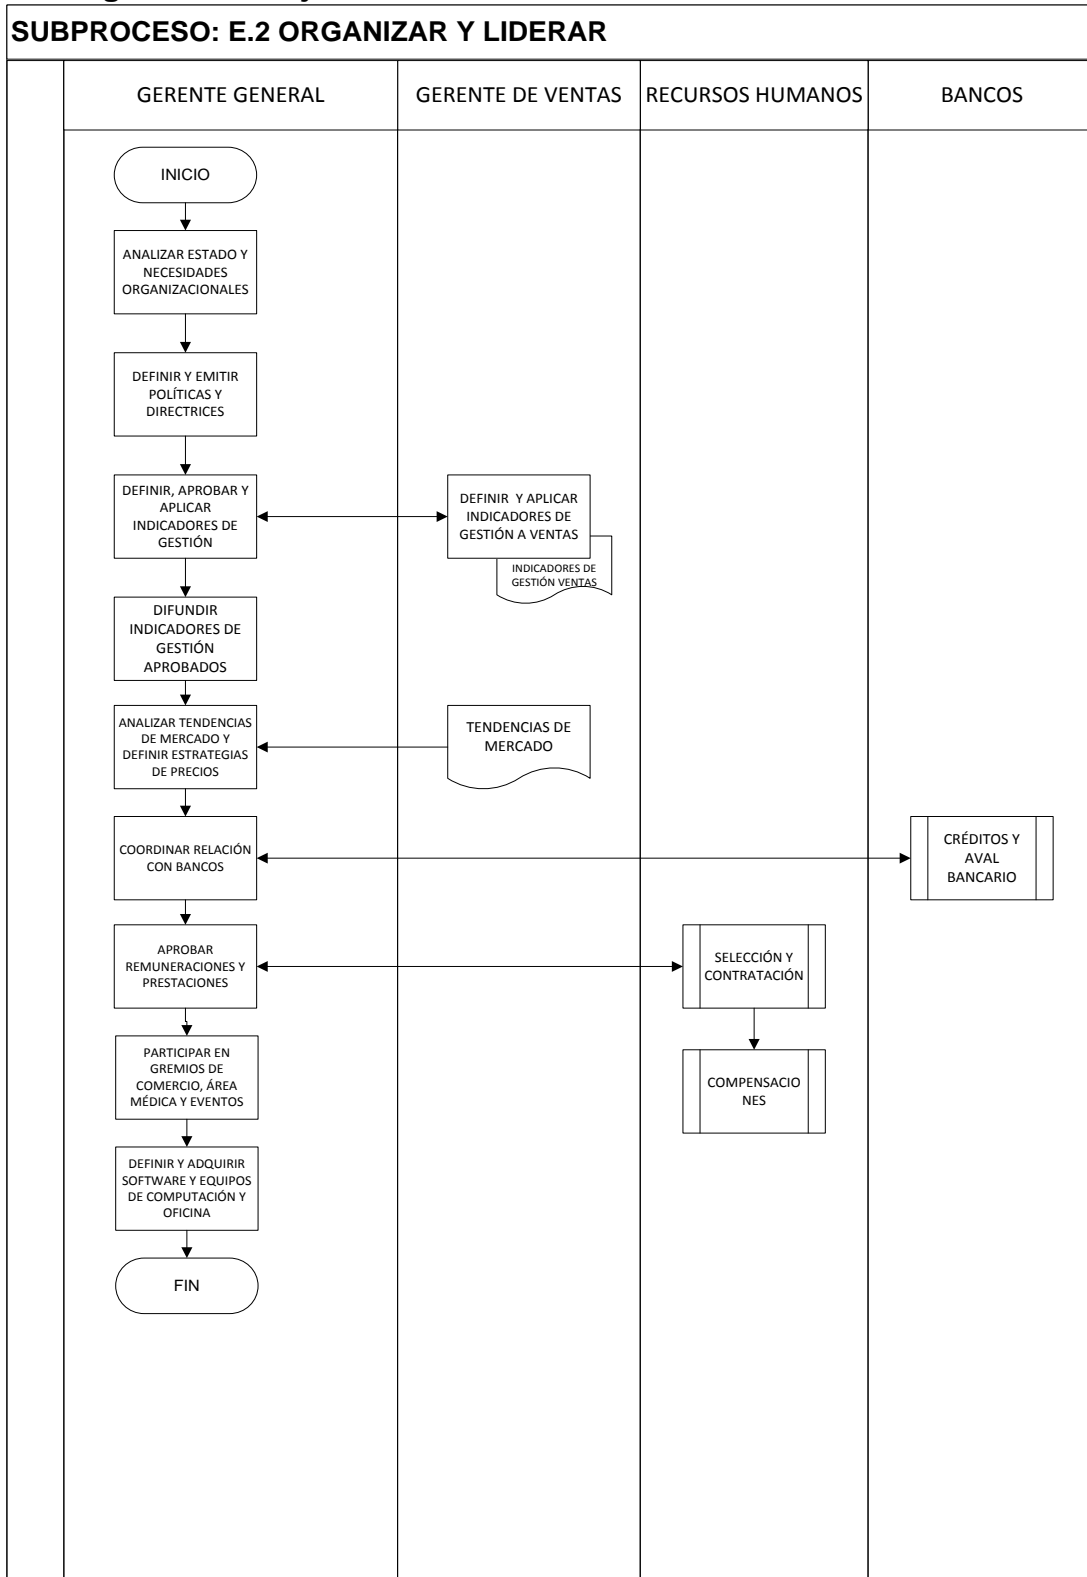 SUBPROCESO: E.2 ORGANIZAR Y LIDERAR
GERENTE GENERAL
GERENTE DE VENTAS
RECURSOS HUMANOS
BANCOS
INICIO
ANALIZAR ESTADO Y
NECESIDADES
ORGANIZACIONALES
DEFINIR Y EMITIR
POLÍTICAS Y
DIRECTRICES
DEFINIR, APROBAR Y
APLICAR
INDICADORES DE
GESTIÓN
DEFINIR Y APLICAR
INDICADORES DE
GESTIÓN A VENTAS
INDICADORES DE
GESTIÓN VENTAS
DIFUNDIR
INDICADORES DE
GESTIÓN
APROBADOS
ANALIZAR TENDENCIAS
DE MERCADO Y
DEFINIR ESTRATEGIAS
DE PRECIOS
TENDENCIAS DE
MERCADO
COORDINAR RELACIÓN
CON BANCOS
CRÉDITOS Y
AVAL
BANCARIO
APROBAR
REMUNERACIONES Y
PRESTACIONES
SELECCIÓN Y
CONTRATACIÓN
PARTICIPAR EN
GREMIOS DE
COMERCIO, ÁREA
MÉDICA Y EVENTOS
COMPENSACIO
NES
DEFINIR Y ADQUIRIR
SOFTWARE Y EQUIPOS
DE COMPUTACIÓN Y
OFICINA
FIN